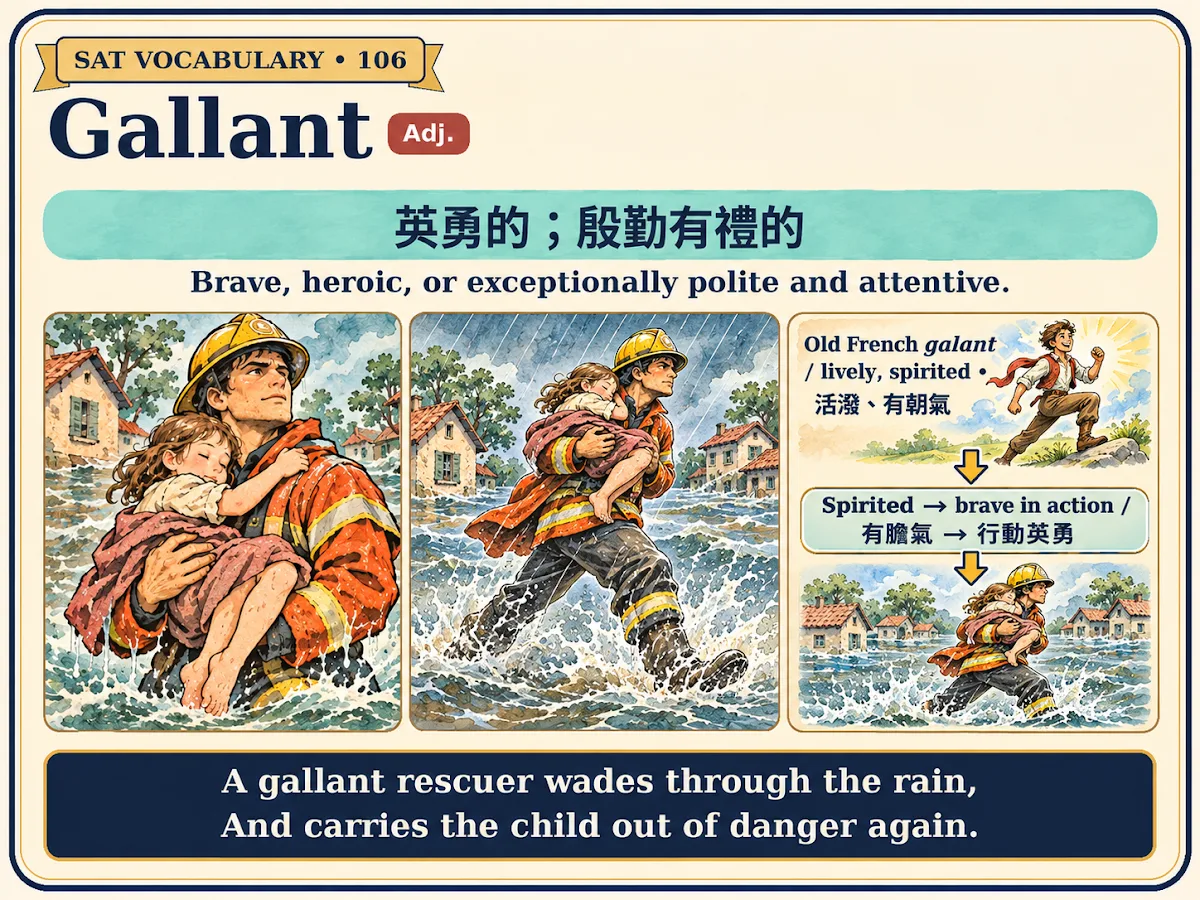 SAT VOCABULARY • 106
Gallant
Adj.
英勇的；殷勤有禮的
Brave, heroic, or exceptionally polite and attentive.
Old French galant
/ lively, spirited •
活潑、有朝氣
Spirited → brave in action /
有膽氣 → 行動英勇
A gallant rescuer wades through the rain,
And carries the child out of danger again.